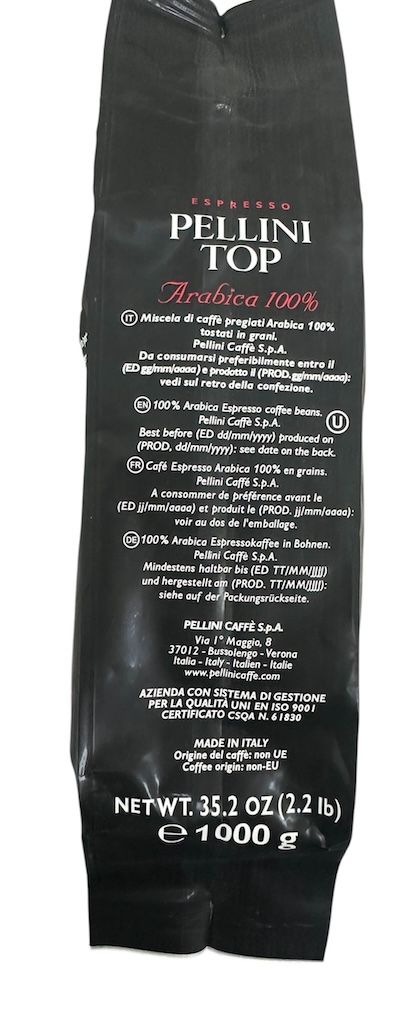 ESPRESSO
PELLINI
TOP
Arabica 100%
IT Miscela di caffè pregiati Arabica 100%
tostati in grani.
Pellini Caffè S.p.A.
Da consumarsi preferibilmente entro il
(ED gg/mm/aaaa) e prodotto il (PROD. gg/mm/aaaa):
vedi sul retro della confezione.
EN 100% Arabica Espresso coffee beans.
Pellini Caffè S.p.A.
U
Best before (ED dd/mm/yyyy) produced on
(PROD. dd/mm/yyyy): see date on the back.
FR Café Espresso Arabica 100% en grains.
Pellini Caffè S.p.A.
A consommer de préférence avant le
(ED jj/mm/aaaa) et produit le (PROD. jj/mm/aaaa):
voir au dos de l'emballage.
DE 100% Arabica Espressokaffee in Bohnen.
Pellini Caffè S.p.A.
Mindestens haltbar bis (ED TT/MM/JJJJ)
und hergestellt am (PROD. TT/MM/JJJJ):
siehe auf der Packungsrückseite.
PELLINI CAFFÈ S.p.A.
Via 1° Maggio, 8
37012 - Bussolengo - Verona
Italia - Italy - Italien - Italie
www.pellinicaffe.com
AZIENDA CON SISTEMA DI GESTIONE
PER LA QUALITÀ UNI EN ISO 9001
CERTIFICATO CSQA N. 61830
MADE IN ITALY
Origine del caffè: non UE
Coffee origin: non-EU
NET WT. 35.2 OZ (2.2 lb)
℮ 1000 g